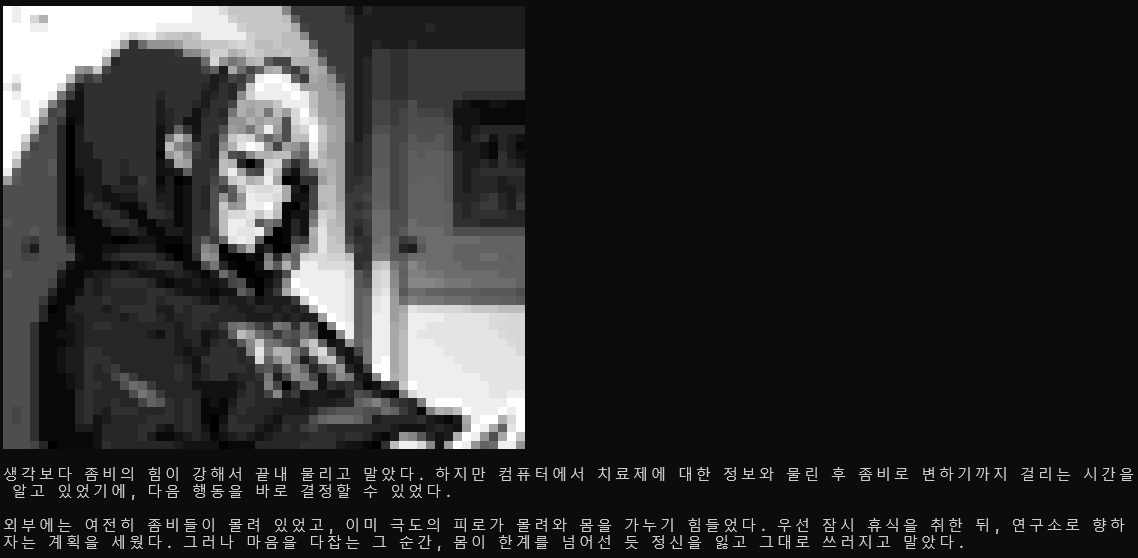 생각보다 좀비의 힘이 강해서 끝내 물리고 말았다. 하지만 컴퓨터에서 치료제에 대한 정보와 물린 후 좀비로 변하기까지 걸리는 시간을
알고 있었기에, 다음 행동을 바로 결정할 수 있었다.
외부에는 여전히 좀비들이 몰려 있었고, 이미 극도의 피로가 몰려와 몸을 가누기 힘들었다. 우선 잠시 휴식을 취한 뒤, 연구소로 향하
자는 계획을 세웠다. 그러나 마음을 다잡는 그 순간, 몸이 한계를 넘어선 듯 정신을 잃고 그대로 쓰러지고 말았다.